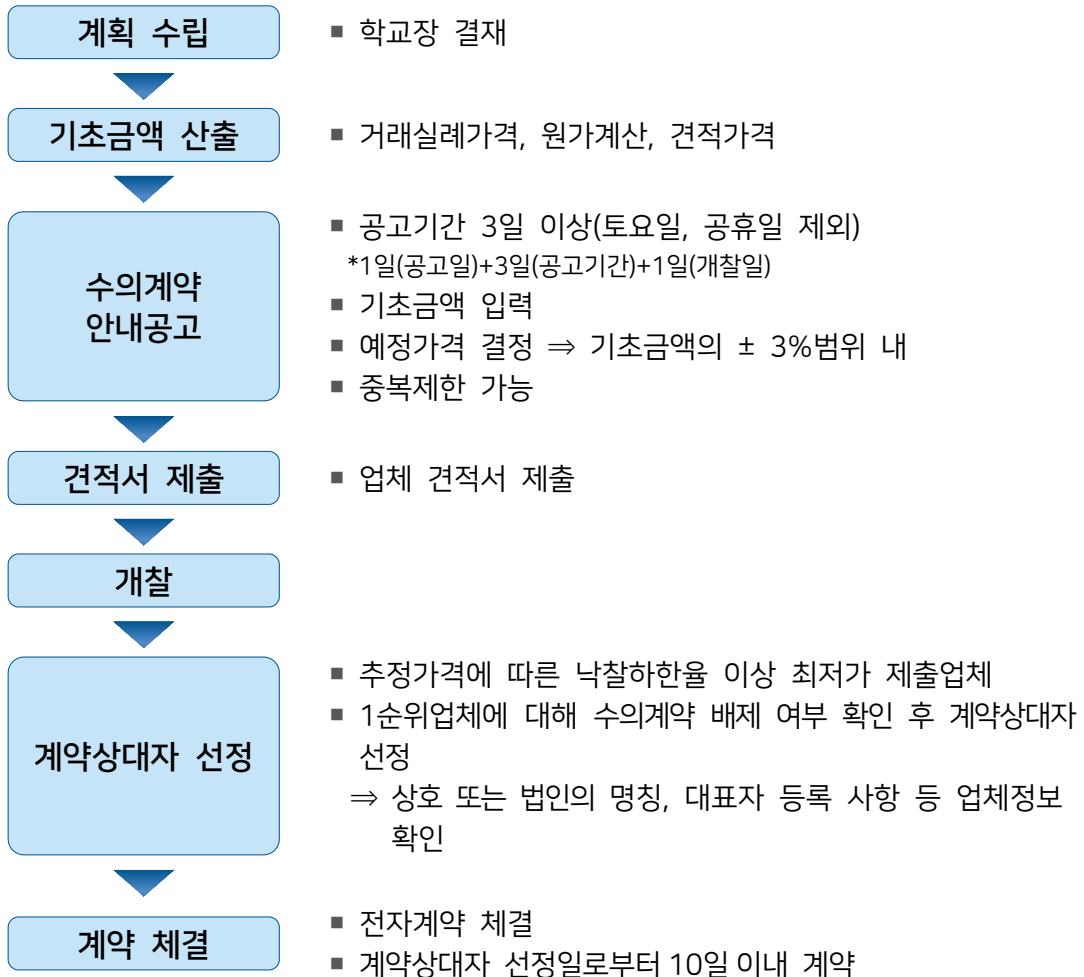 계획 수립
■ 학교장 결재
기초금액 산출
■ 거래실례가격, 원가계산, 견적가격
수의계약
안내공고
■ 공고기간 3일 이상(토요일, 공휴일 제외)
*1일(공고일)+3일(공고기간)+1일(개찰일)
■ 기초금액 입력
■ 예정가격 결정 ⇒ 기초금액의 ± 3%범위 내
■ 중복제한 가능
견적서 제출
■ 업체 견적서 제출
개찰
계약상대자 선정
■ 추정가격에 따른 낙찰하한율 이상 최저가 제출업체
■ 1순위업체에 대해 수의계약 배제 여부 확인 후 계약상대자
선정
⇒ 상호 또는 법인의 명칭, 대표자 등록 사항 등 업체정보
확인
계약 체결
■ 전자계약 체결
■ 계약상대자 선정일로부터 10일 이내 계약